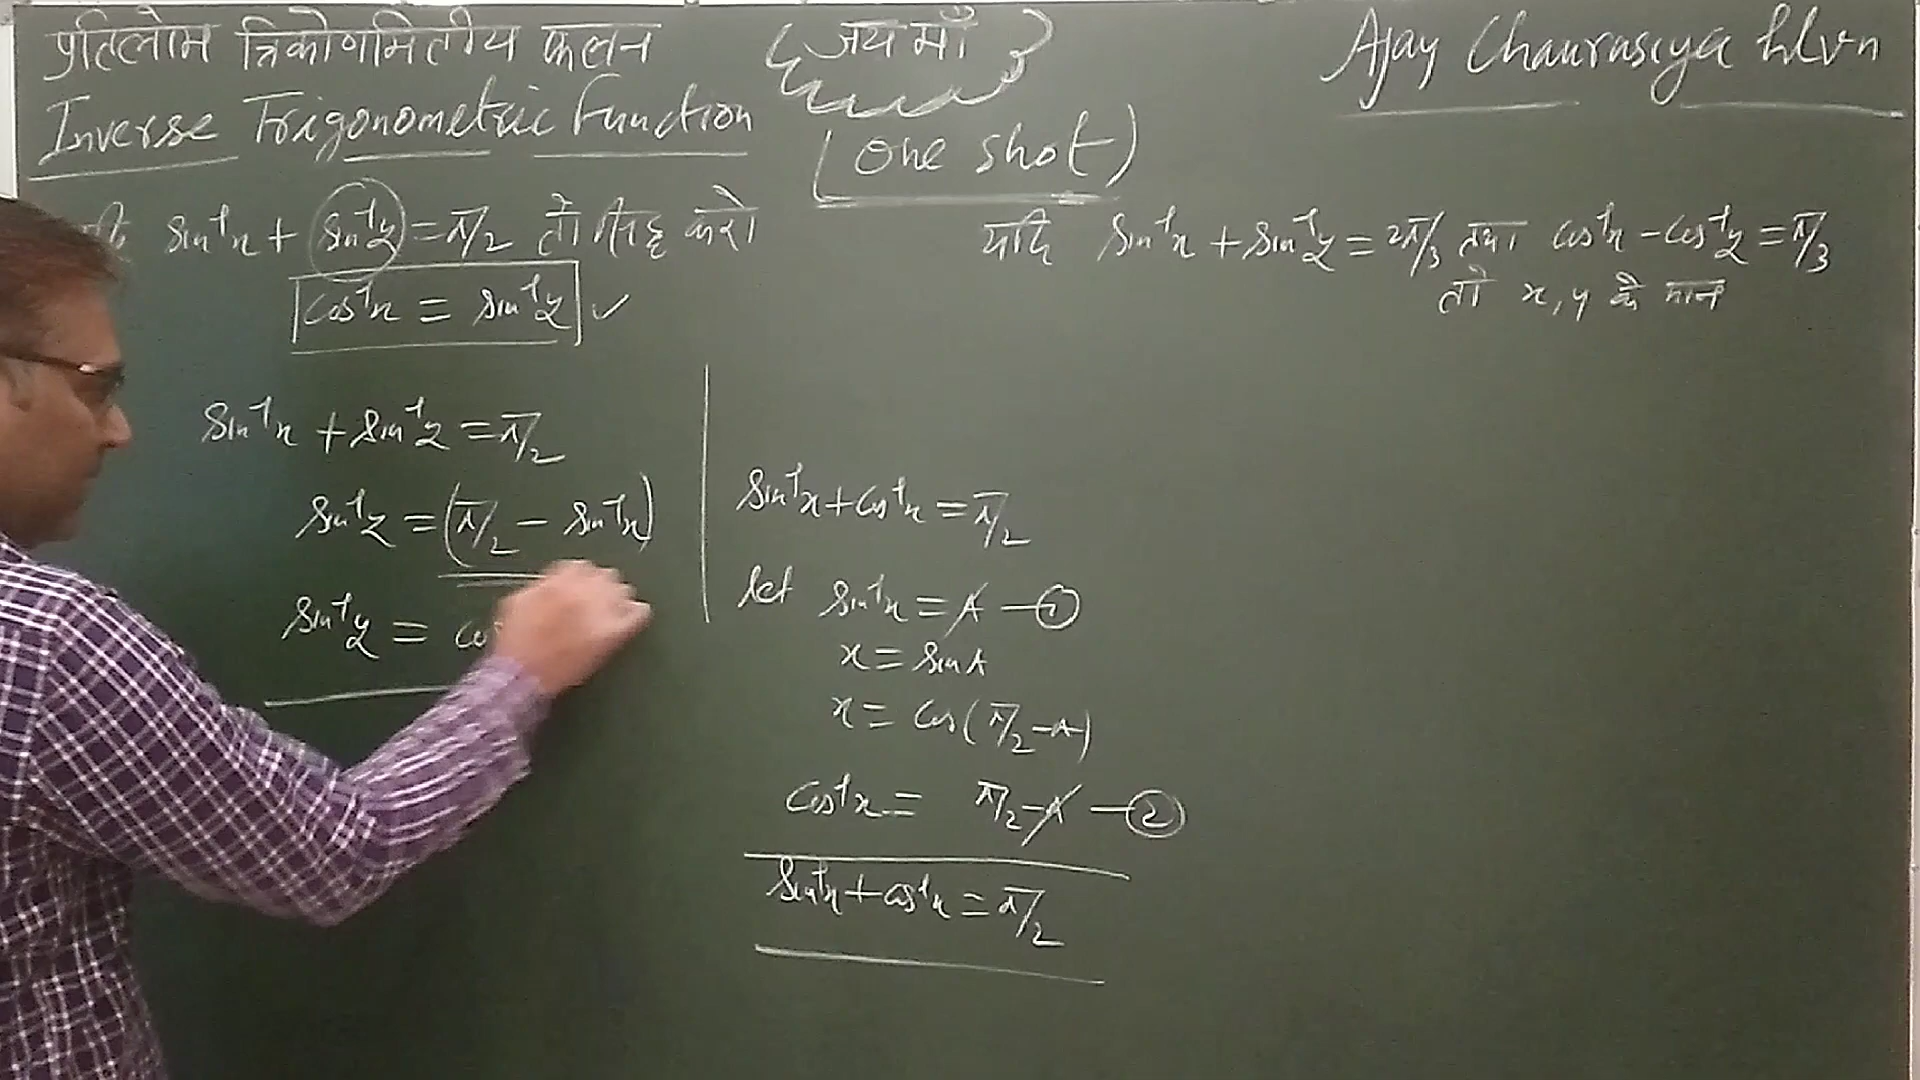 प्रतिलोम त्रिकोणमितीय फलन
{जय माँ}
Ajay Chaurasiya hlvn
Inverse Trigonometric Function
(one shot)
sin⁻¹x + sin⁻¹y = π/2 तो सिद्ध करो
cos⁻¹x = sin⁻¹y ✓
यदि sin⁻¹x + sin⁻¹y = 2π/3 तथा cos⁻¹x - cos⁻¹y = π/3
तो x, y के मान
sin⁻¹x + sin⁻¹y = π/2
sin⁻¹y = (π/2 - sin⁻¹x)
sin⁻¹y = co
sin⁻¹x + cos⁻¹x = π/2
let sin⁻¹x = A — ①
x = sin A
x = cos(π/2 - A)
cos⁻¹x = π/2 - A — ②
sin⁻¹x + cos⁻¹x = π/2